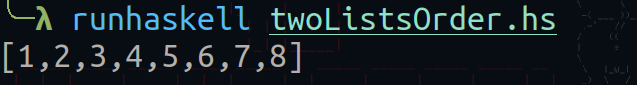 λ runhaskell twoListsOrder.hs
[1,2,3,4,5,6,7,8]